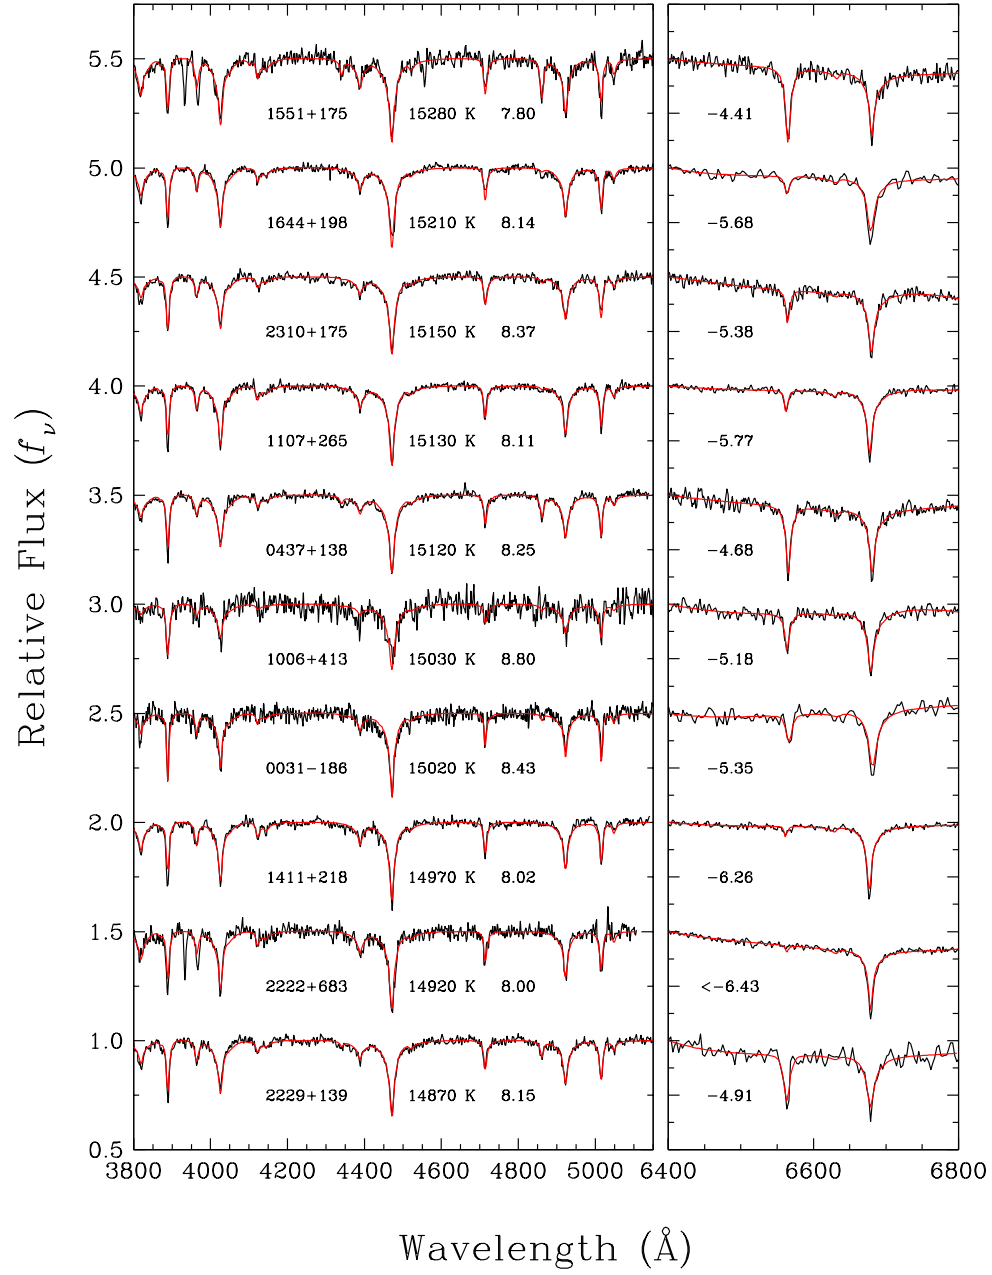 5.5
1551+175 15280 K 7.80 −4.41
5.0
1644+198 15210 K 8.14 −5.68
4.5
2310+175 15150 K 8.37 −5.38
4.0
1107+265 15130 K 8.11 −5.77
3.5
0437+138 15120 K 8.25 −4.68
3.0
1006+413 15030 K 8.80 −5.18
2.5
0031−186 15020 K 8.43 −5.35
2.0
1411+218 14970 K 8.02 −6.26
1.5
2222+683 14920 K 8.00 <−6.43
1.0
2229+139 14870 K 8.15 −4.91
0.5
3800 4000 4200 4400 4600 4800 5000 6400 6600 6800
Relative Flux (fν)
Wavelength (Å)